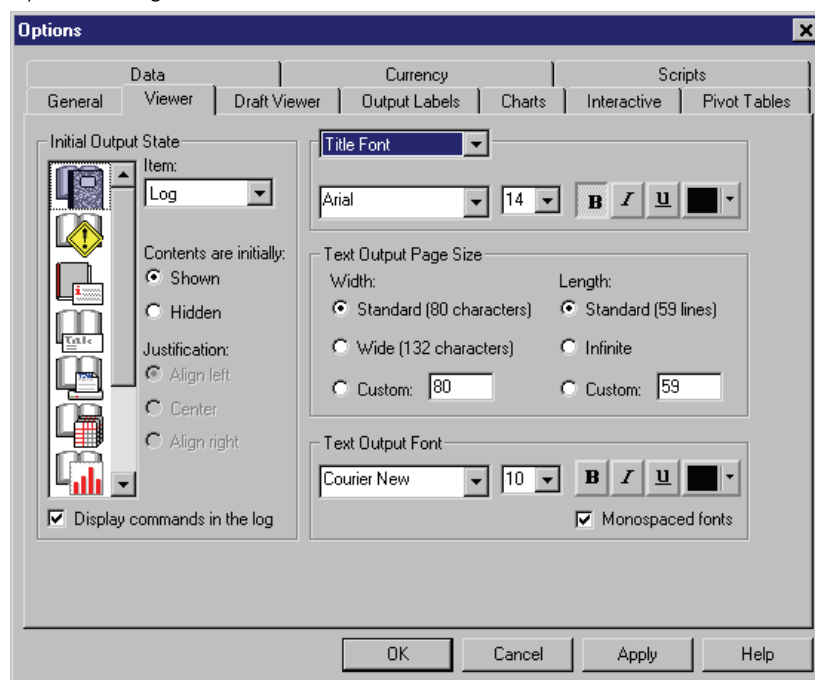 Options
Data
Currency
Scripts
General
Viewer
Draft Viewer
Output Labels
Charts
Interactive
Pivot Tables
Initial Output State
Item:
Log
Contents are initially:
Shown
Hidden
Justification:
Align left
Center
Align right
Display commands in the log
Title Font
Arial
14
B I U
Text Output Page Size
Width:
Length:
Standard (80 characters)
Standard (59 lines)
Wide (132 characters)
Infinite
Custom: 80
Custom: 59
Text Output Font
Courier New
10
B I U
Monospaced fonts
OK
Cancel
Apply
Help